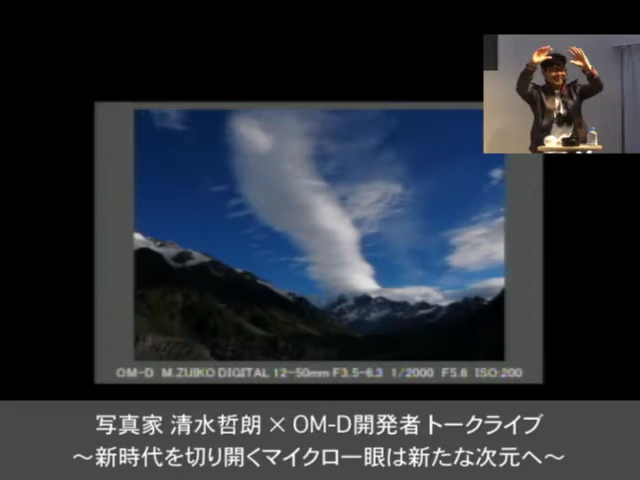 OM-D M.ZUIKO DIGITAL 12-50mm F3.5-6.3 1/2000 F5.6 ISO:200
写真家 清水哲朗 × OM-D開発者 トークライブ
～新時代を切り開くマイクロ一眼は新たな次元へ～